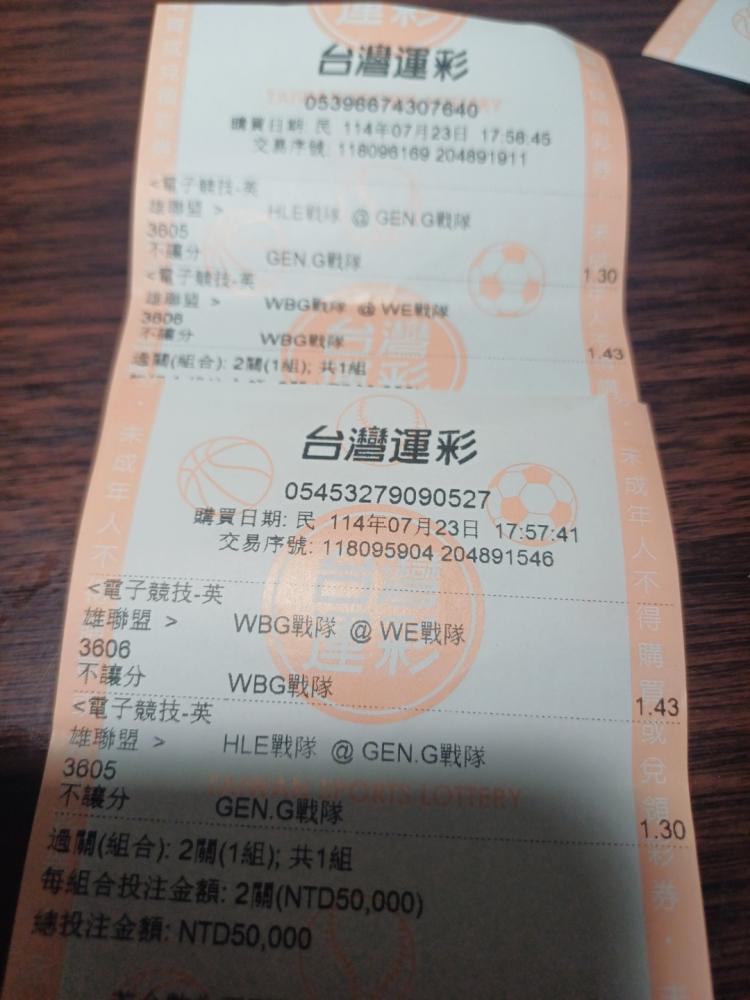 運彩
台灣運彩
05396674307640
購買日期: 民 114年07月23日 17:58:45
交易序號: 118096169 204891911
<電子競技-英
雄聯盟 > HLE戰隊 @ GEN.G戰隊
3605
不讓分 GEN.G戰隊 1.30
<電子競技-英
雄聯盟 > WBG戰隊 @ WE戰隊
3606
不讓分 WBG戰隊 1.43
過關(組合): 2關(1組); 共1組
台灣運彩
05453279090527
購買日期: 民 114年07月23日 17:57:41
交易序號: 118095904 204891546
<電子競技-英
雄聯盟 > WBG戰隊 @ WE戰隊
3606
不讓分 WBG戰隊 1.43
<電子競技-英
雄聯盟 > HLE戰隊 @ GEN.G戰隊
3605
不讓分 GEN.G戰隊 1.30
過關(組合): 2關(1組); 共1組
每組合投注金額: 2關(NTD50,000)
總投注金額: NTD50,000
台灣運彩
TAIWAN SPORTS LOTTERY
未成年人不
未成年人不得購買或兌領彩券